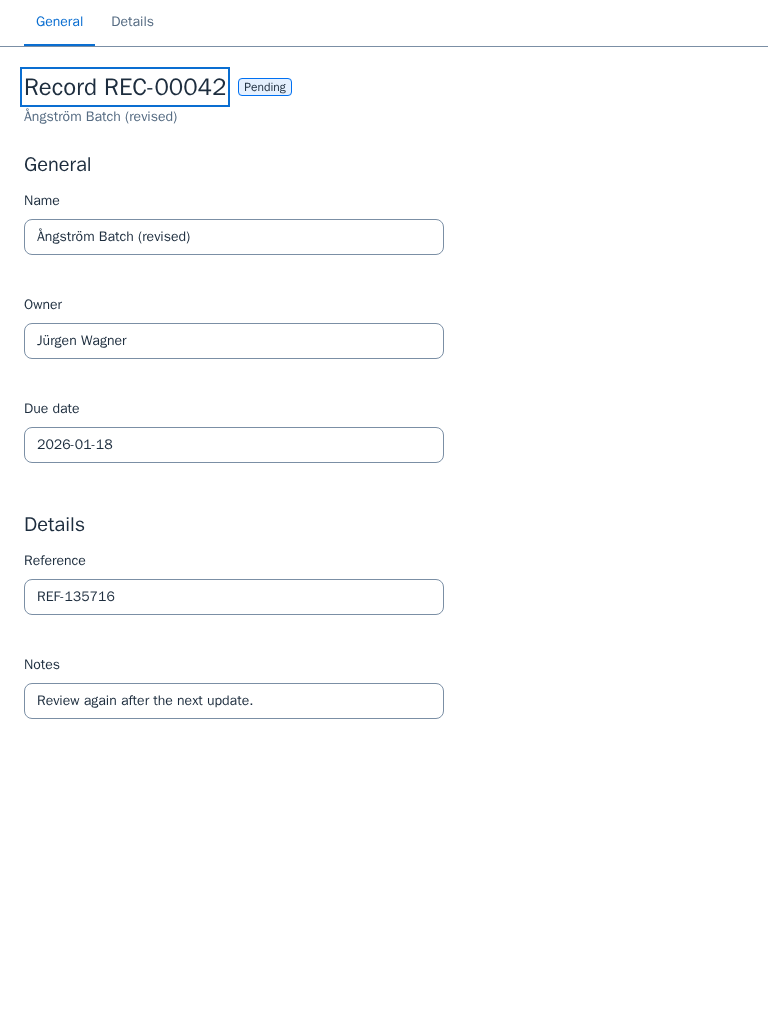 General Details
Record REC-00042 Pending
Ångström Batch (revised)
General
Name
Ångström Batch (revised)
Owner
Jürgen Wagner
Due date
2026-01-18
Details
Reference
REF-135716
Notes
Review again after the next update.